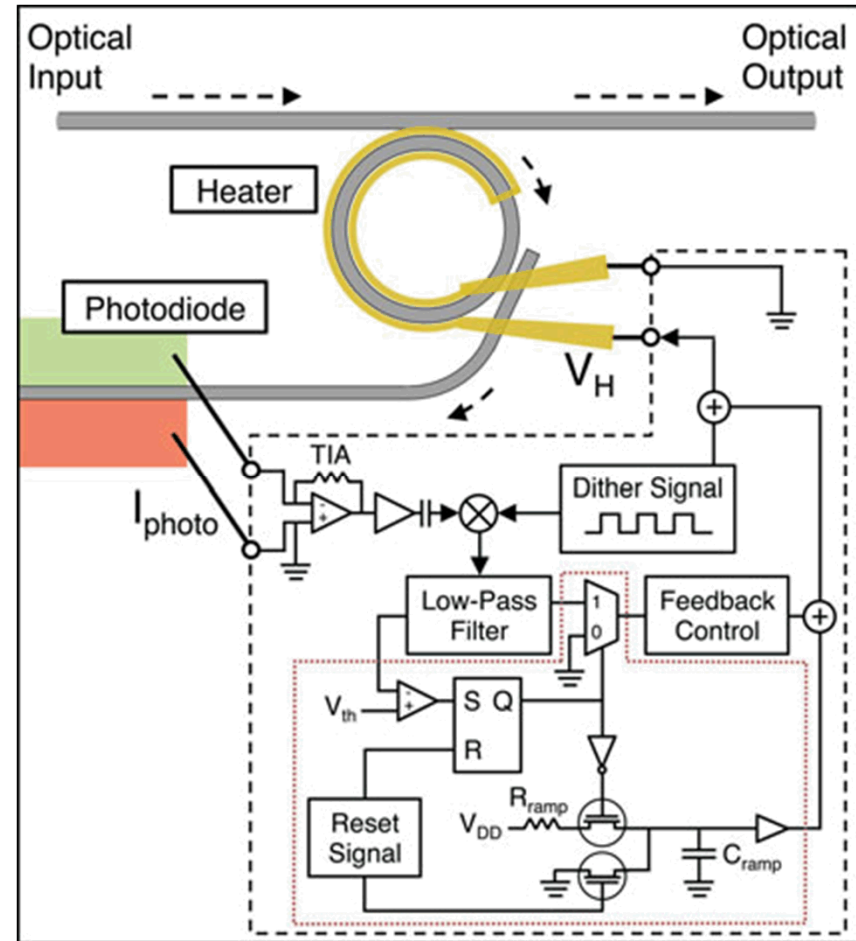 Optical
Input
Optical
Output
Heater
Photodiode
V_H
I_photo
TIA
-
+
Dither Signal
Low-Pass
Filter
1
0
Feedback
Control
V_th
-
+
S Q
R
Reset
Signal
R_ramp
V_DD
C_ramp